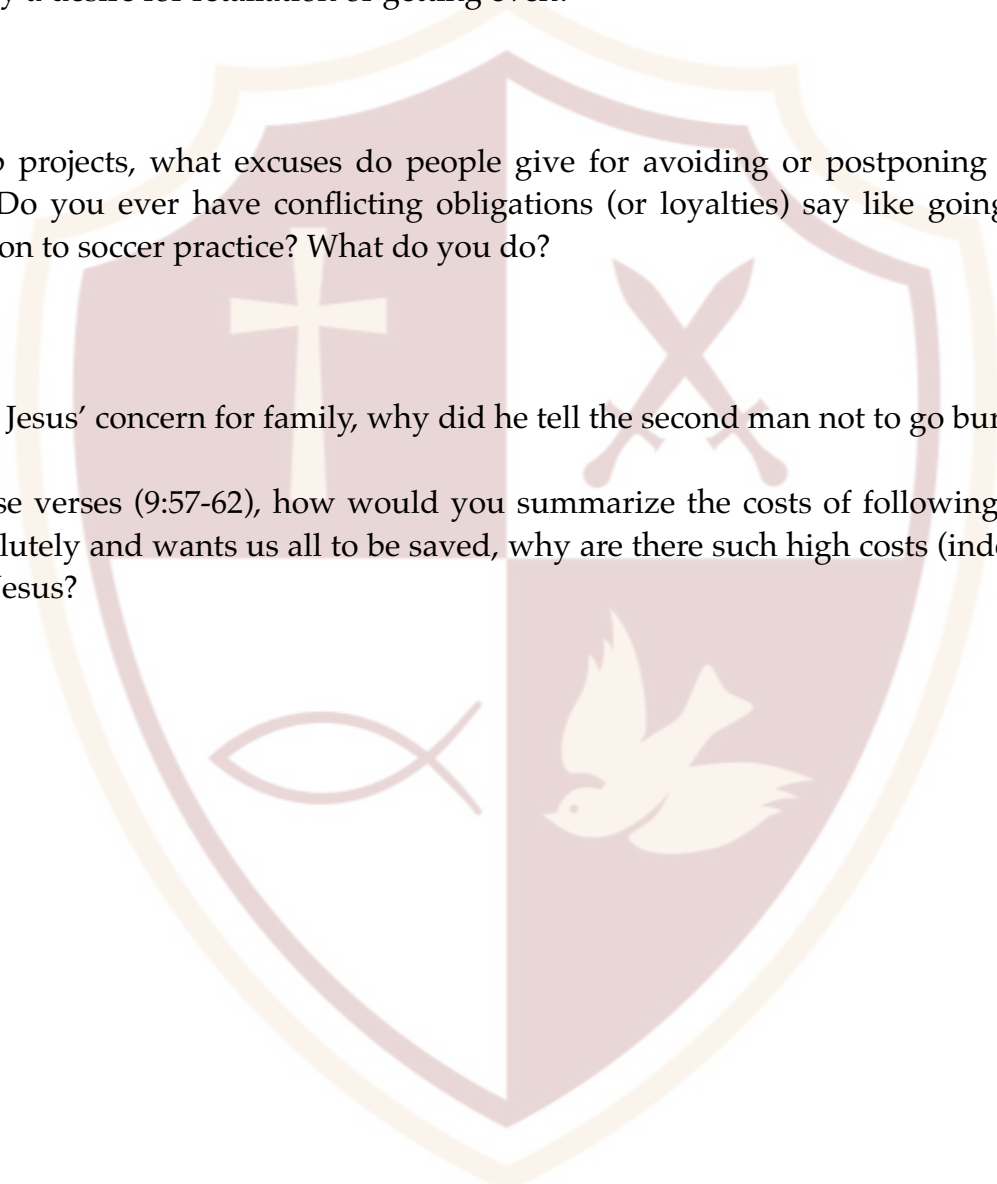 a desire for retaliation or getting even?
projects, what excuses do people give for avoiding or postponing
Do you ever have conflicting obligations (or loyalties) say like going
on to soccer practice? What do you do?
Jesus’ concern for family, why did he tell the second man not to go
se verses (9:57-62), how would you summarize the costs of following
lutely and wants us all to be saved, why are there such high costs
Jesus?